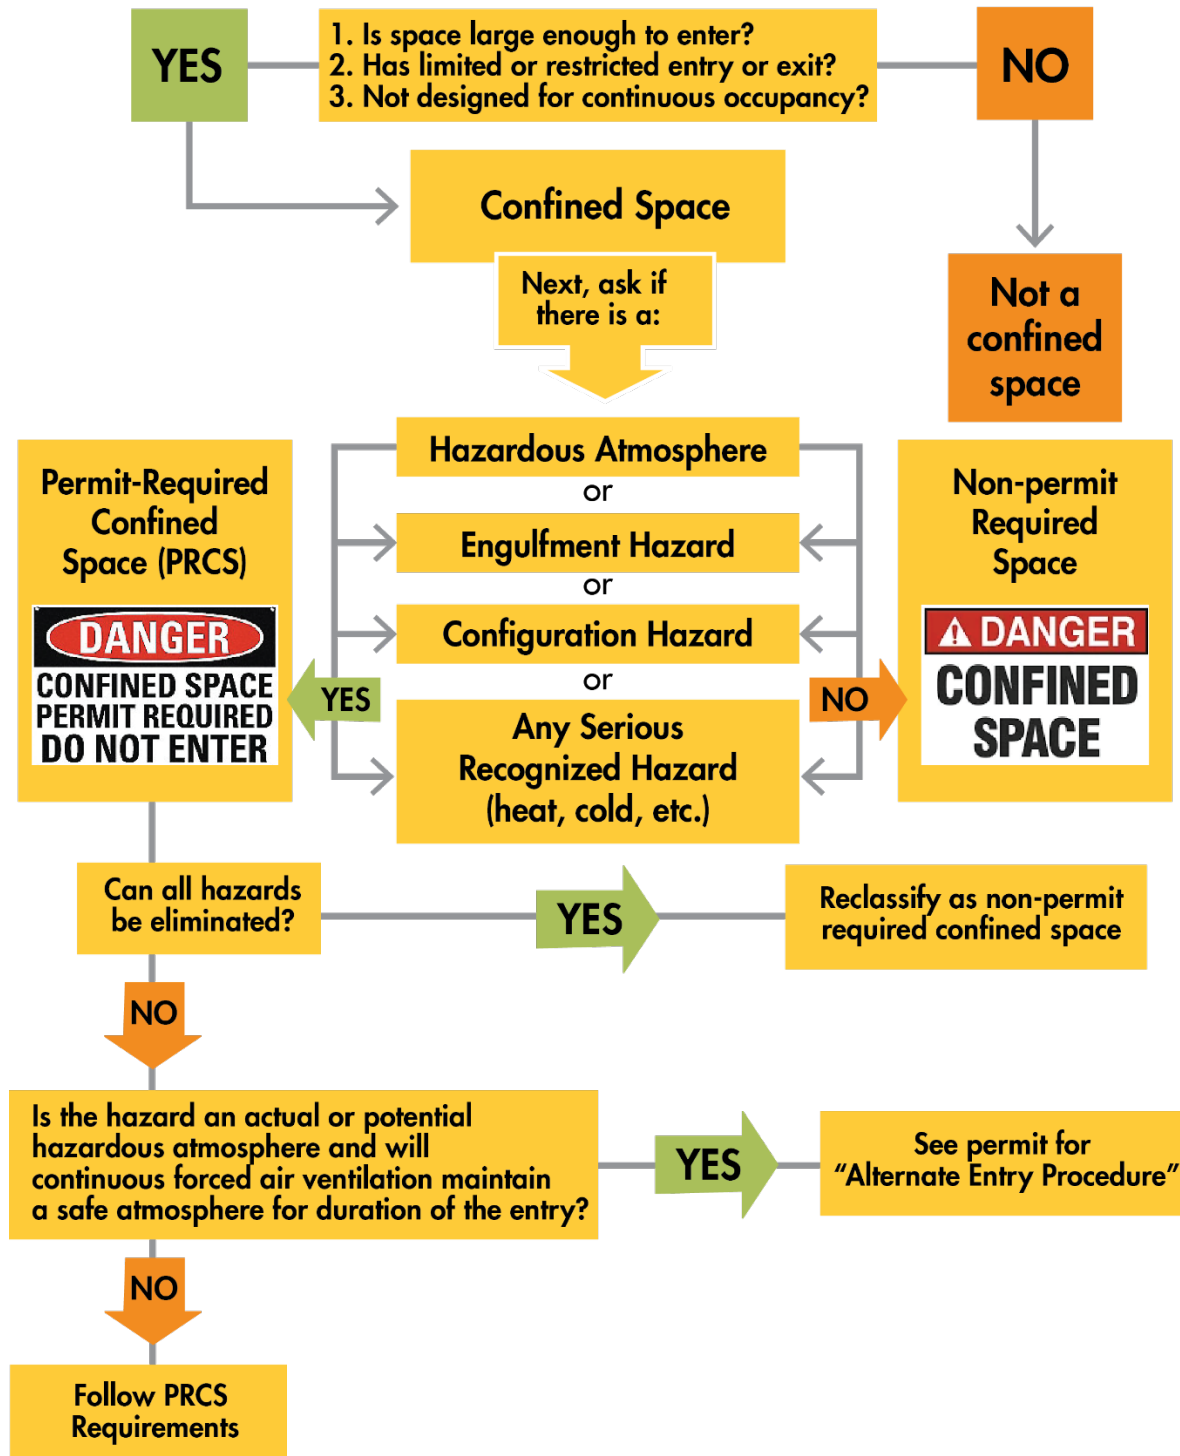 YES
1. Is space large enough to enter?
2. Has limited or restricted entry or exit?
3. Not designed for continuous occupancy?
NO
Confined Space
Next, ask if
there is a:
Not a
confined
space
Hazardous Atmosphere
or
Engulfment Hazard
or
Configuration Hazard
or
Any Serious
Recognized Hazard
(heat, cold, etc.)
Permit-Required
Confined
Space (PRCS)
DANGER
CONFINED SPACE
PERMIT REQUIRED
DO NOT ENTER
YES
NO
Non-permit
Required
Space
DANGER
CONFINED
SPACE
Can all hazards
be eliminated?
YES
Reclassify as non-permit
required confined space
NO
Is the hazard an actual or potential
hazardous atmosphere and will
continuous forced air ventilation maintain
a safe atmosphere for duration of the entry?
YES
See permit for
“Alternate Entry Procedure”
NO
Follow PRCS
Requirements